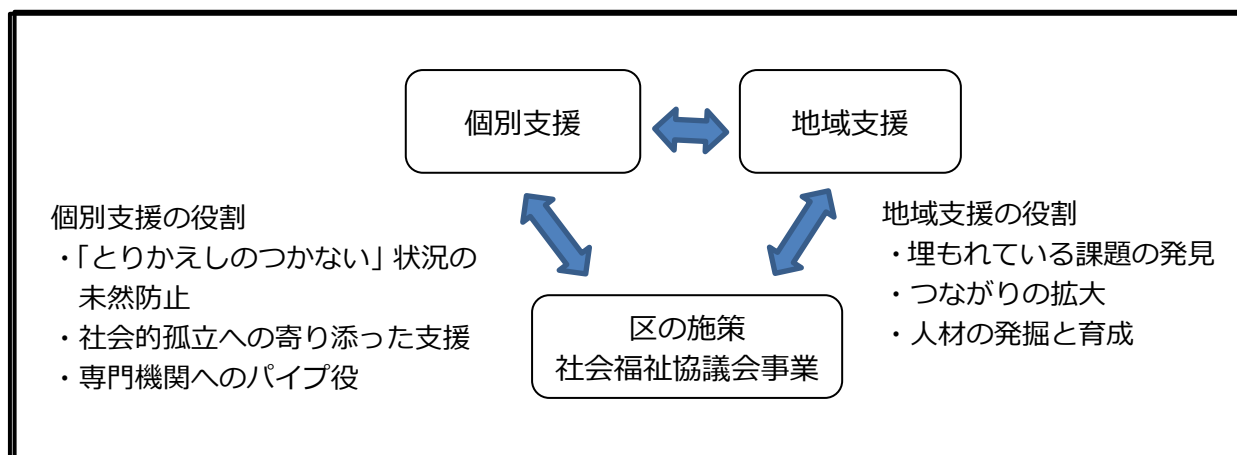 個別支援
地域支援
個別支援の役割
・「とりかえしのつかない」状況の
未然防止
・社会的孤立への寄り添った支援
・専門機関へのパイプ役
地域支援の役割
・埋もれている課題の発見
・つながりの拡大
・人材の発掘と育成
区の施策
社会福祉協議会事業